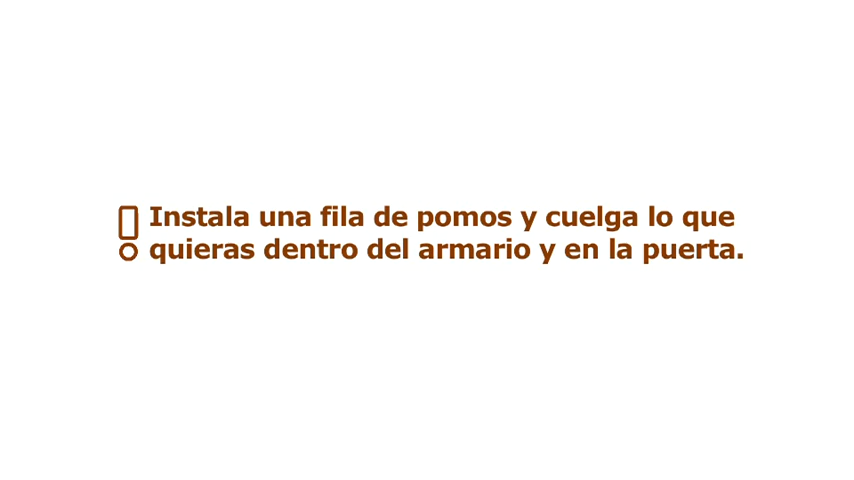 Instala una fila de pomos y cuelga lo que
quieras dentro del armario y en la puerta.